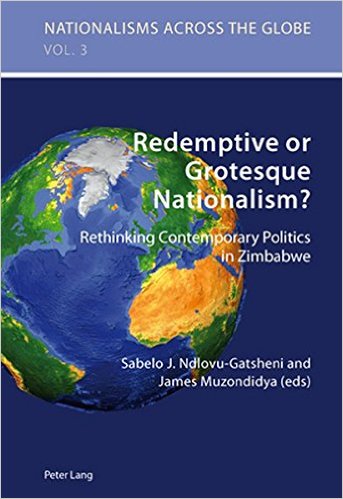 NATIONALISMS ACROSS THE GLOBE
VOL. 3
Redemptive or
Grotesque
Nationalism?
Rethinking Contemporary Politics
in Zimbabwe
Sabelo J. Ndlovu-Gatsheni and
James Muzondidya (eds)
Peter Lang